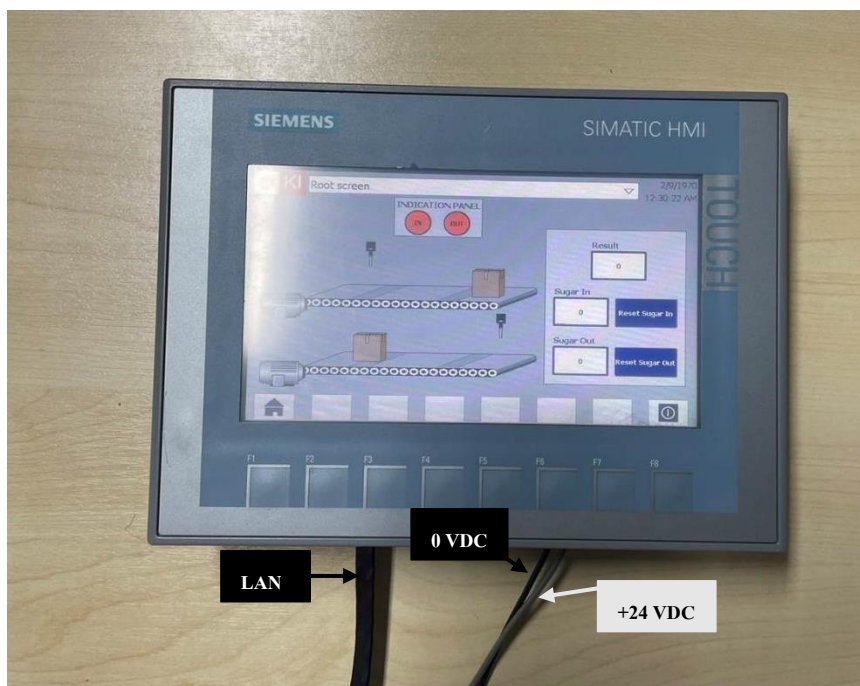 SIEMENS
SIMATIC HMI
TOUCH
Root screen
2/9/1970
12:30:22 AM
INDICATION PANEL
IN OUT
Result
0
Sugar In
0 Reset Sugar In
Sugar Out
0 Reset Sugar Out
F1 F2 F3 F4 F5 F6 F7 F8
0 VDC
LAN
+24 VDC